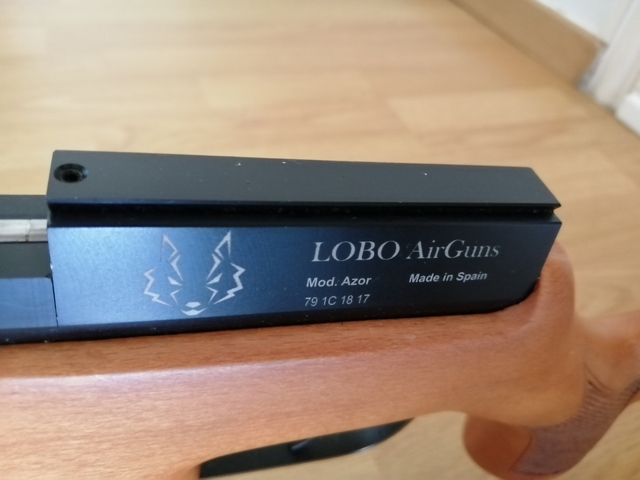 LOBO AirGuns
Mod. Azor Made in Spain
79 1C 18 17